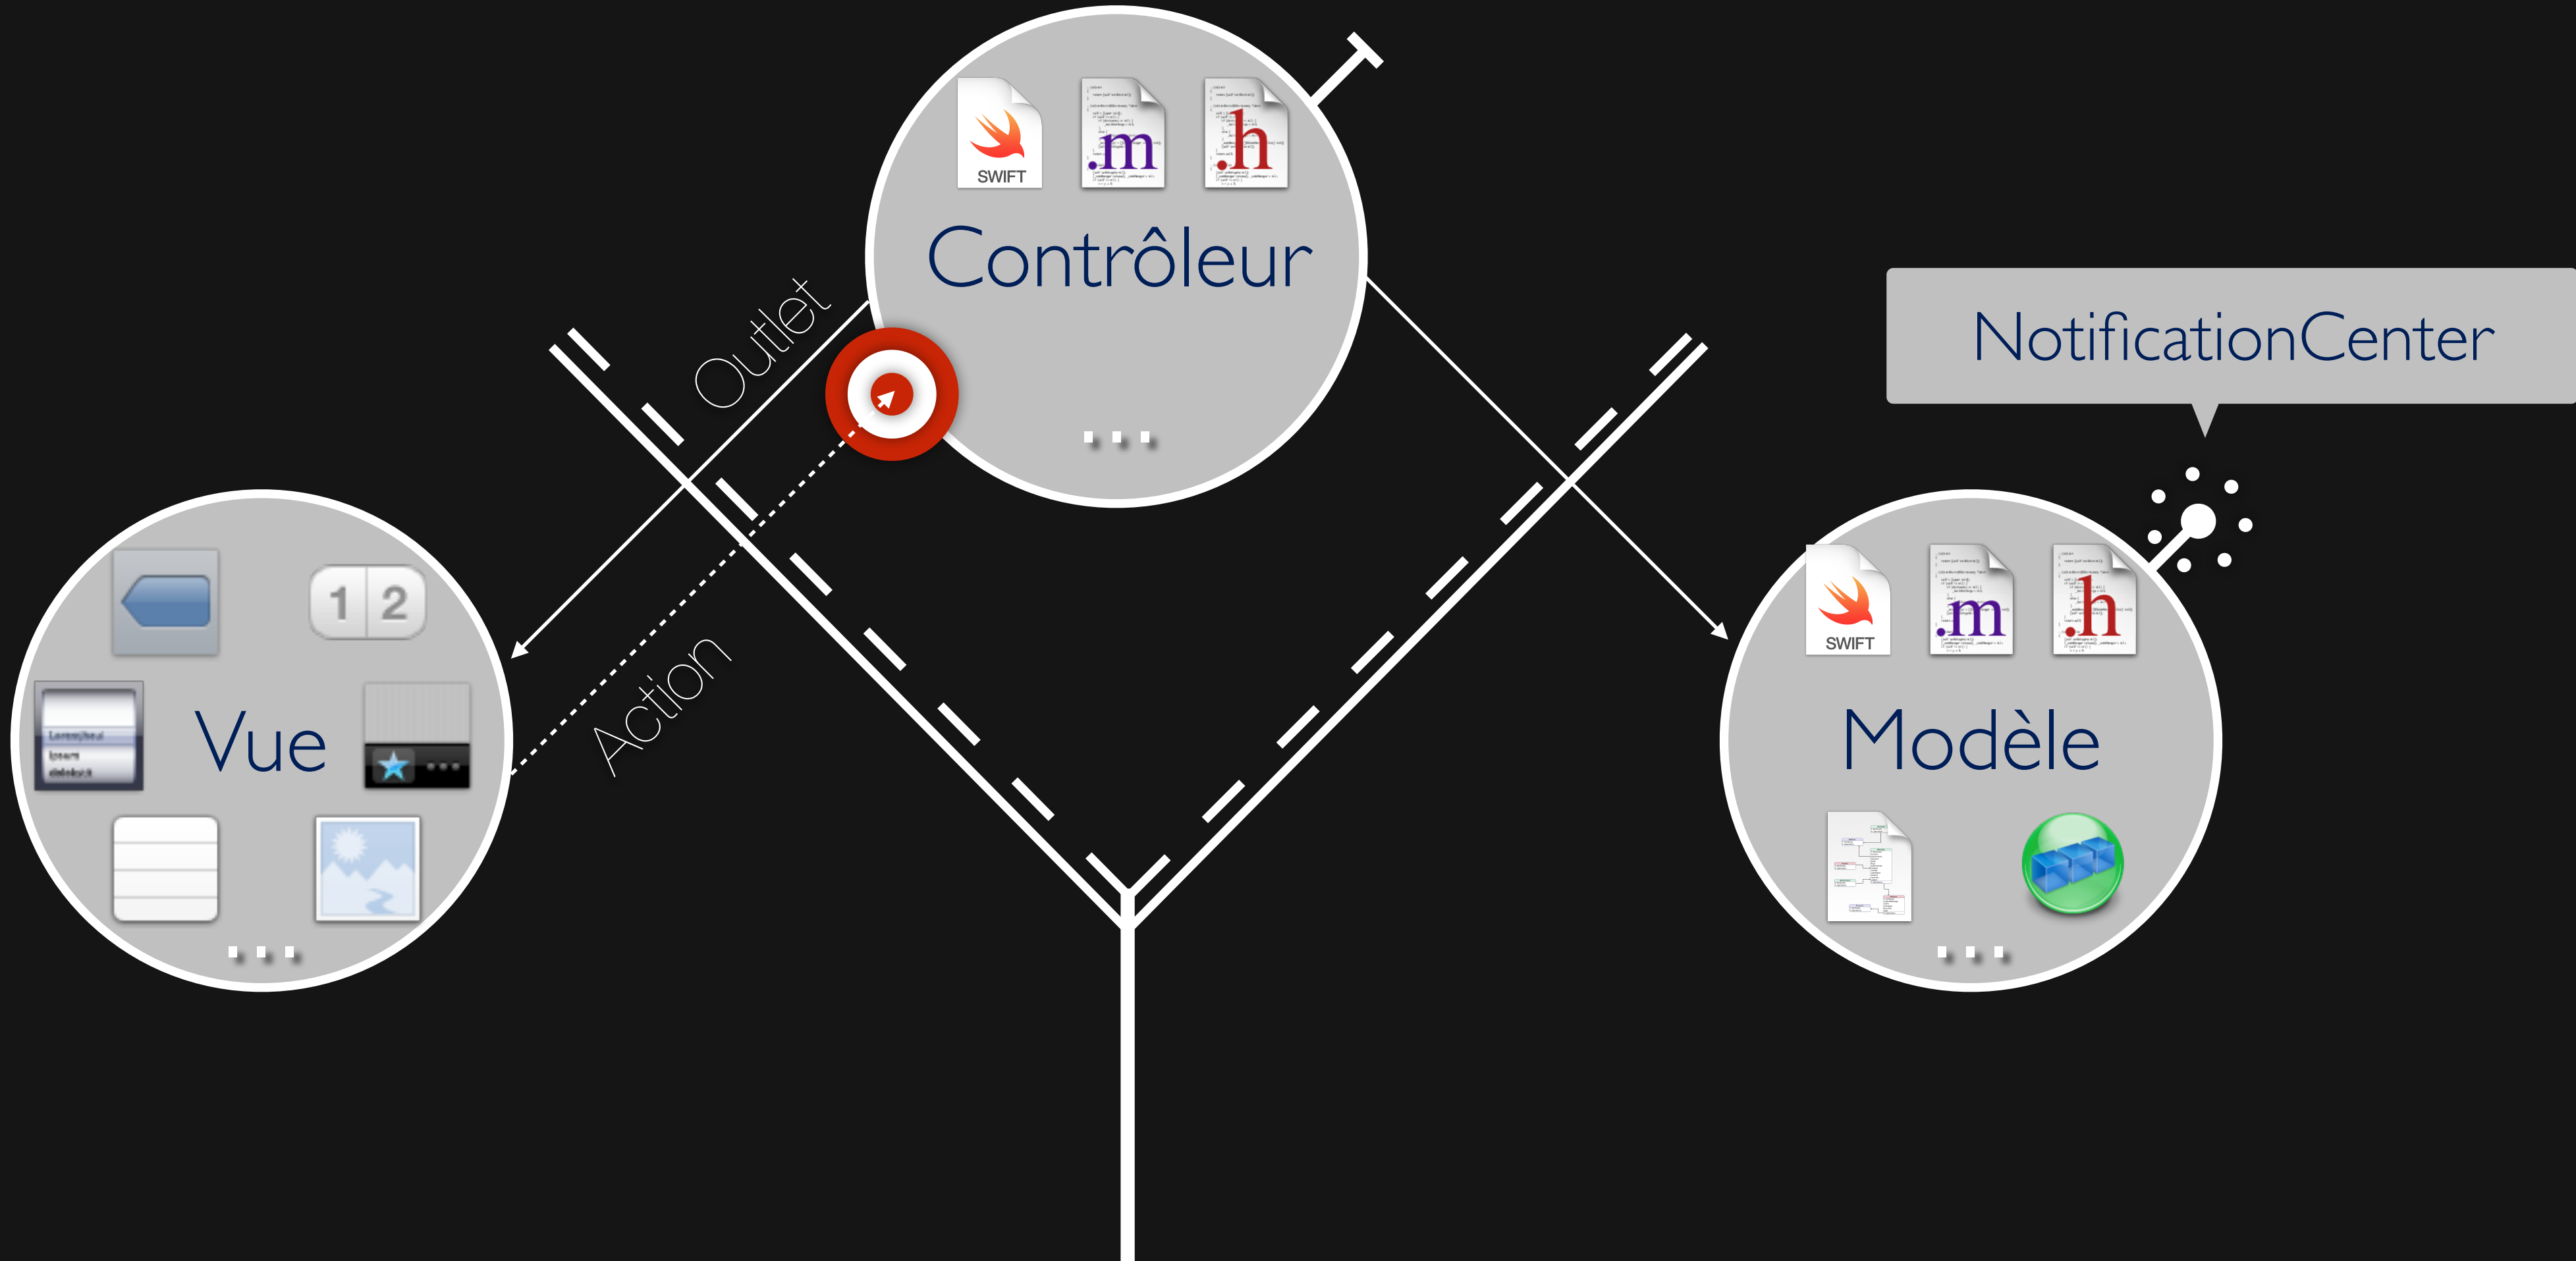 SWIFT
.m
.h
Contrôleur
Outlet
NotificationCenter
Action
1 2
Vue
SWIFT
.m
.h
Modèle